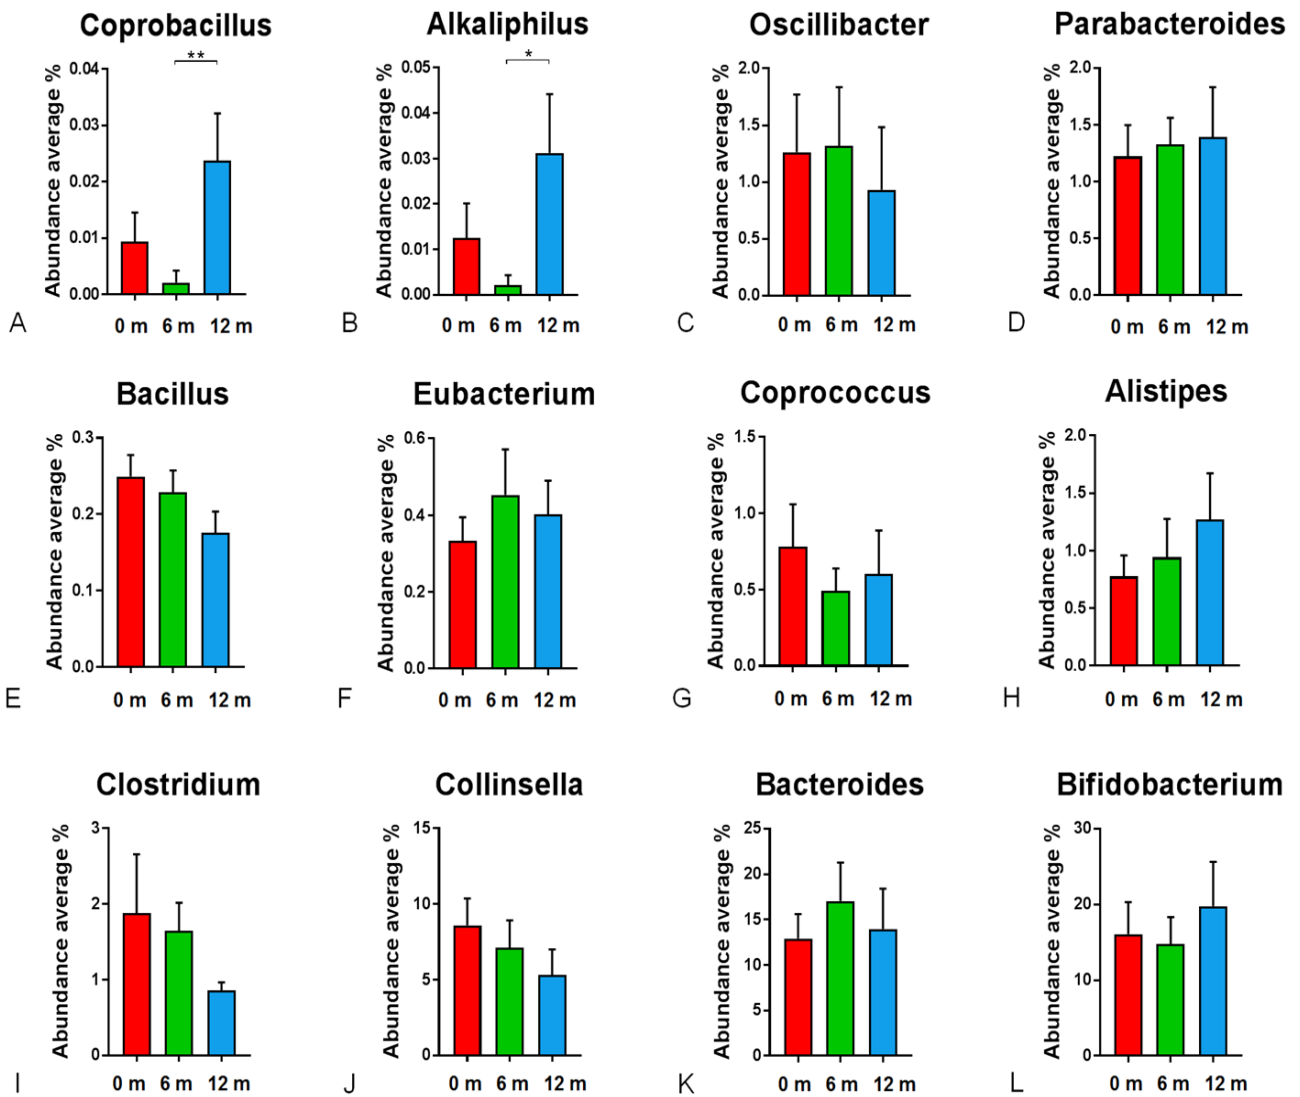 Coprobacillus
**
Abundance average %
0.04
0.03
0.02
0.01
0.00
0 m 6 m 12 m
A
Alkaliphilus
*
Abundance average %
0.05
0.04
0.03
0.02
0.01
0.00
0 m 6 m 12 m
B
Oscillibacter
Abundance average %
2.0
1.5
1.0
0.5
0.0
0 m 6 m 12 m
C
Parabacteroides
Abundance average %
2.0
1.5
1.0
0.5
0.0
0 m 6 m 12 m
D
Bacillus
Abundance average %
0.3
0.2
0.1
0.0
0 m 6 m 12 m
E
Eubacterium
Abundance average %
0.6
0.4
0.2
0.0
0 m 6 m 12 m
F
Coprococcus
Abundance average %
1.5
1.0
0.5
0.0
0 m 6 m 12 m
G
Alistipes
Abundance average %
2.0
1.5
1.0
0.5
0.0
0 m 6 m 12 m
H
Clostridium
Abundance average %
3
2
1
0
0 m 6 m 12 m
I
Collinsella
Abundance average %
15
10
5
0
0 m 6 m 12 m
J
Bacteroides
Abundance average %
25
20
15
10
5
0
0 m 6 m 12 m
K
Bifidobacterium
Abundance average %
30
20
10
0
0 m 6 m 12 m
L